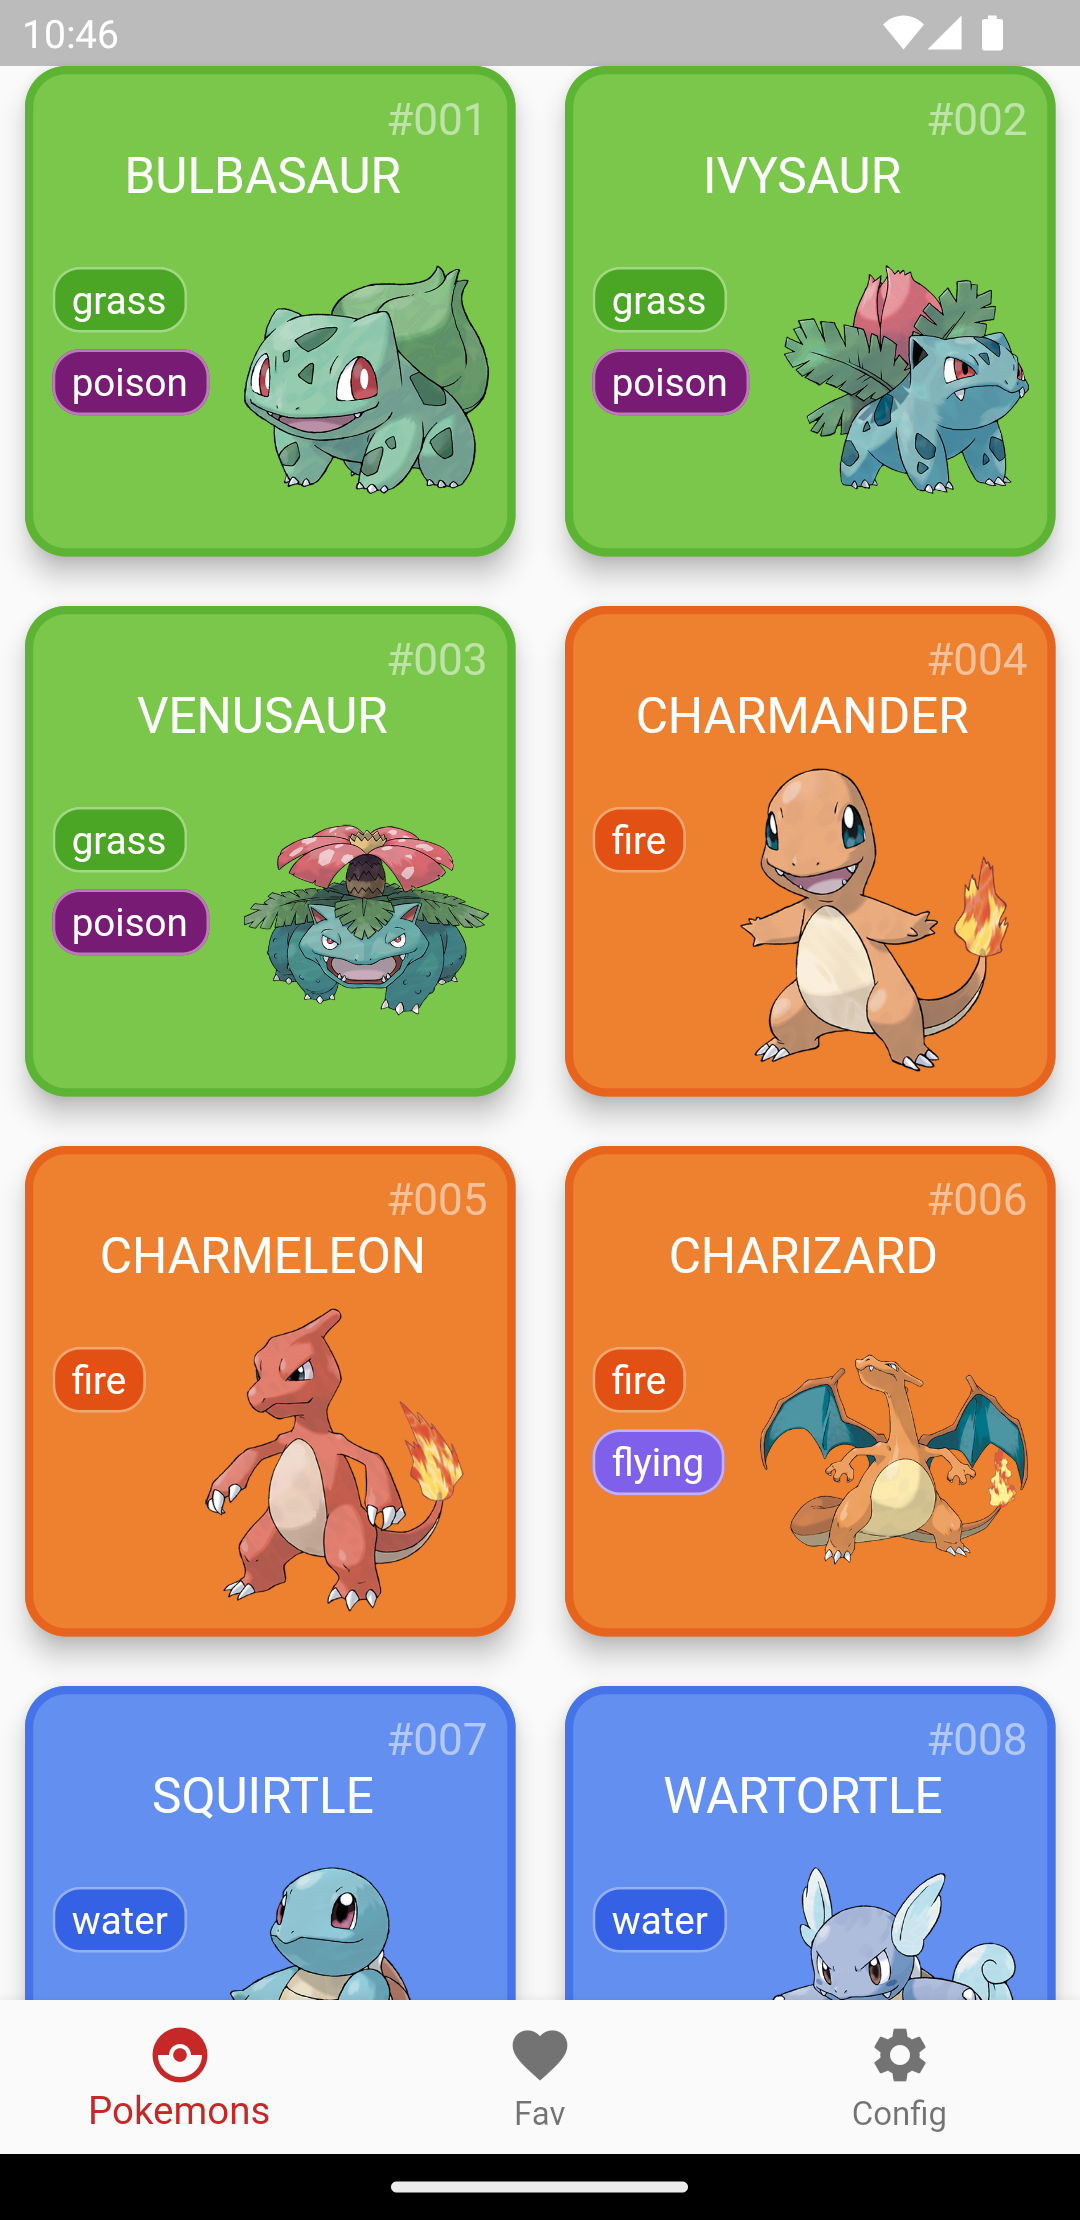 10:46
#001
BULBASAUR
grass
poison
#002
IVYSAUR
grass
poison
#003
VENUSAUR
grass
poison
#004
CHARMANDER
fire
#005
CHARMELEON
fire
#006
CHARIZARD
fire
flying
#007
SQUIRTLE
water
#008
WARTORTLE
water
Pokemons
Fav
Config